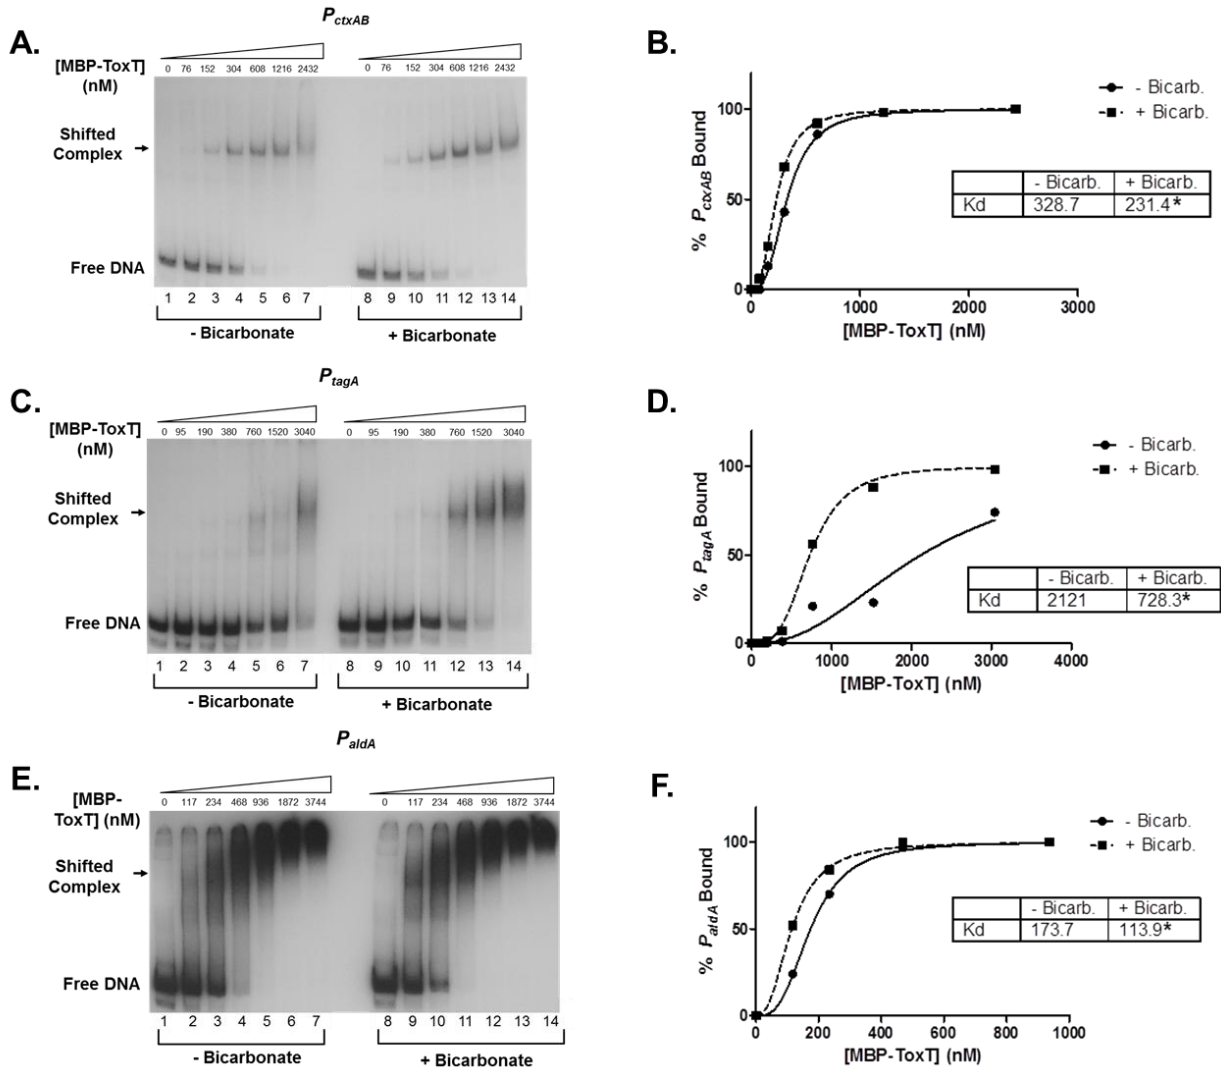 P_ctxAB
A.
[MBP-ToxT]
(nM)
0 76 152 304 608 1216 2432
0 76 152 304 608 1216 2432
Shifted
Complex
Free DNA
1 2 3 4 5 6 7
8 9 10 11 12 13 14
- Bicarbonate
+ Bicarbonate
B.
% P_ctxAB Bound
100
50
0
0 1000 2000 3000
[MBP-ToxT] (nM)
- Bicarb.
+ Bicarb.
- Bicarb. + Bicarb.
Kd 328.7 231.4*
P_tagA
C.
[MBP-ToxT]
(nM)
0 95 190 380 760 1520 3040
0 95 190 380 760 1520 3040
Shifted
Complex
Free DNA
1 2 3 4 5 6 7
8 9 10 11 12 13 14
- Bicarbonate
+ Bicarbonate
D.
% P_tagA Bound
100
50
0
0 1000 2000 3000 4000
[MBP-ToxT] (nM)
- Bicarb.
+ Bicarb.
- Bicarb. + Bicarb.
Kd 2121 728.3*
P_aldA
E.
[MBP-
ToxT] (nM)
0 117 234 468 936 1872 3744
0 117 234 468 936 1872 3744
Shifted
Complex
Free DNA
1 2 3 4 5 6 7
8 9 10 11 12 13 14
- Bicarbonate
+ Bicarbonate
F.
% P_aldA Bound
100
50
0
0 200 400 600 800 1000
[MBP-ToxT] (nM)
- Bicarb.
+ Bicarb.
- Bicarb. + Bicarb.
Kd 173.7 113.9*